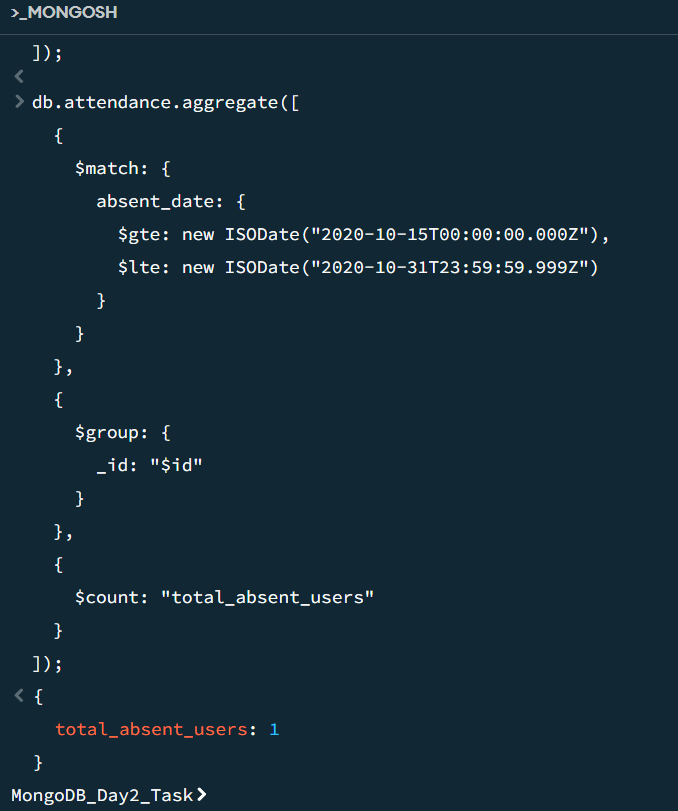 >_MONGOSH
]);
<
> db.attendance.aggregate([
{
$match: {
absent_date: {
$gte: new ISODate("2020-10-15T00:00:00.000Z"),
$lte: new ISODate("2020-10-31T23:59:59.999Z")
}
}
},
{
$group: {
_id: "$id"
}
},
{
$count: "total_absent_users"
}
]);
< {
total_absent_users: 1
}
MongoDB_Day2_Task>